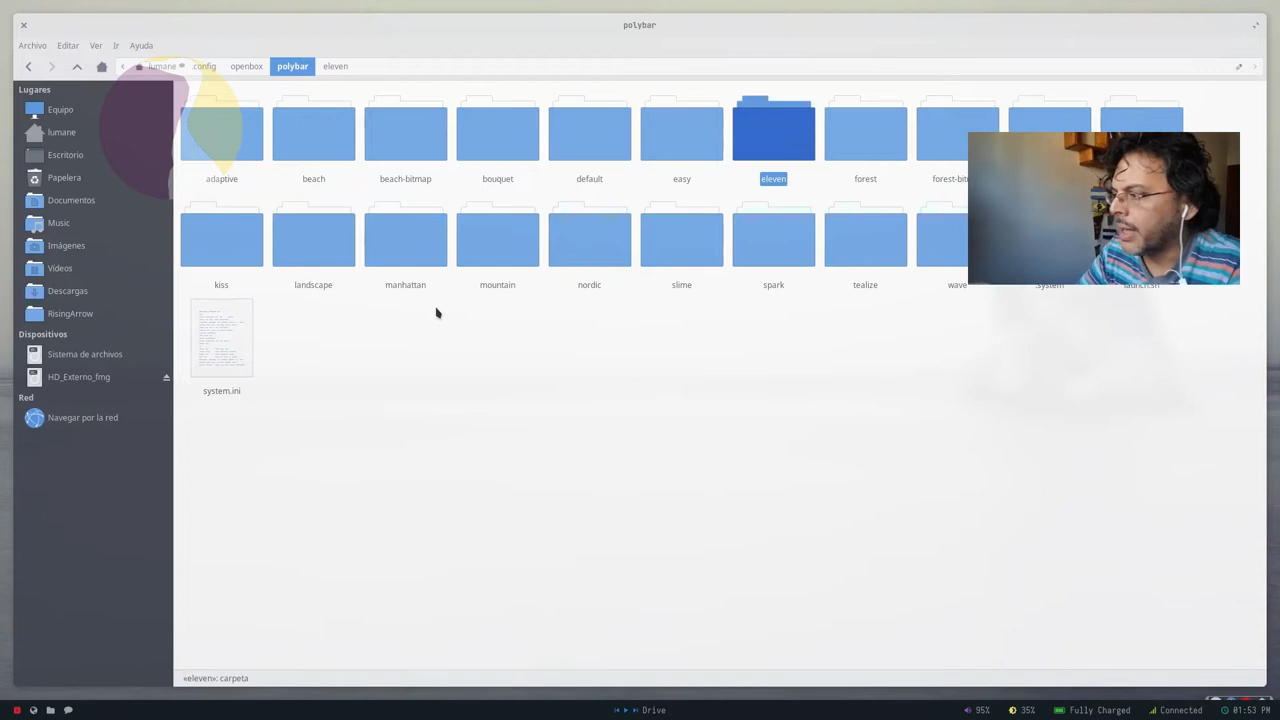 polybar
Archivo Editar Ver Ir Ayuda
lumane .config openbox polybar eleven
Lugares
Equipo
lumane
Escritorio
Papelera
Documentos
Music
Imágenes
Vídeos
Descargas
RisingArrow
Dispositivos
Sistema de archivos
HD_Externo_fmg
Red
Navegar por la red
adaptive beach beach-bitmap bouquet default easy eleven forest
kiss landscape manhattan mountain nordic slime spark tealize
system.ini
«eleven»: carpeta
Drive 95% 35% Fully Charged Connected 01:53 PM